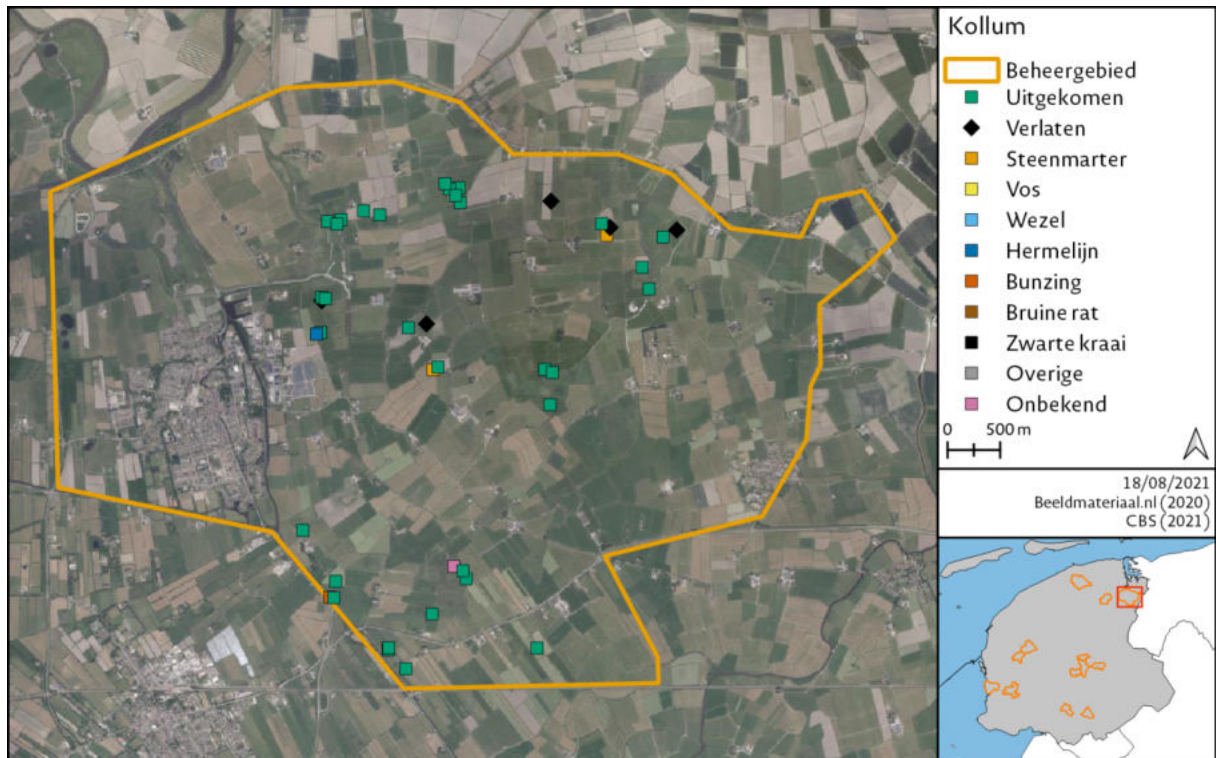 Kollum
Beheergebied
Uitgekomen
Verlaten
Steenmarter
Vos
Wezel
Hermelijn
Bunzing
Bruine rat
Zwarte kraai
Overige
Onbekend
0 500 m
18/08/2021
Beeldmateriaal.nl (2020)
CBS (2021)